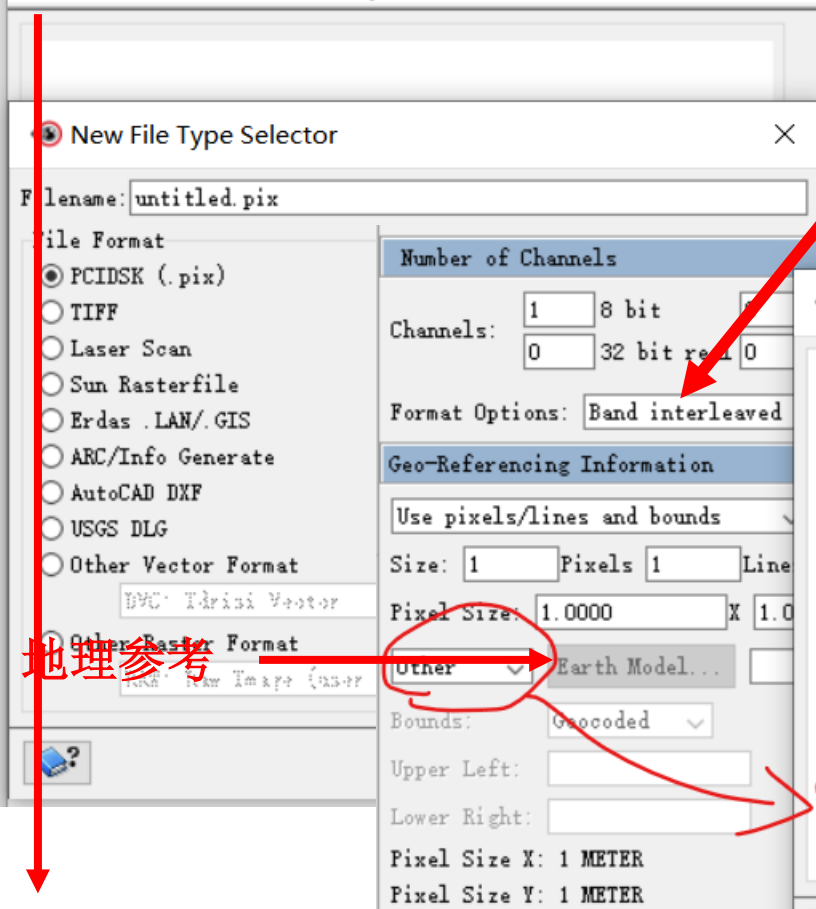 New File Type Selector
Filename: untitled.pix
File Format
PCIDSK (.pix)
TIFF
Laser Scan
Sun Rasterfile
Erdas .LAN/.GIS
ARC/Info Generate
AutoCAD DXF
USGS DLG
Other Vector Format
Other Raster Format
地理参考
Number of Channels
Channels:
1 8 bit
0 32 bit real 0
Format Options: Band interleaved
Geo-Referencing Information
Use pixels/lines and bounds
Size: 1 Pixels 1 Line
Pixel Size: 1.0000 X 1.0
Other Earth Model...
Bounds: Geocoded
Upper Left:
Lower Right:
Pixel Size X: 1 METER
Pixel Size Y: 1 METER